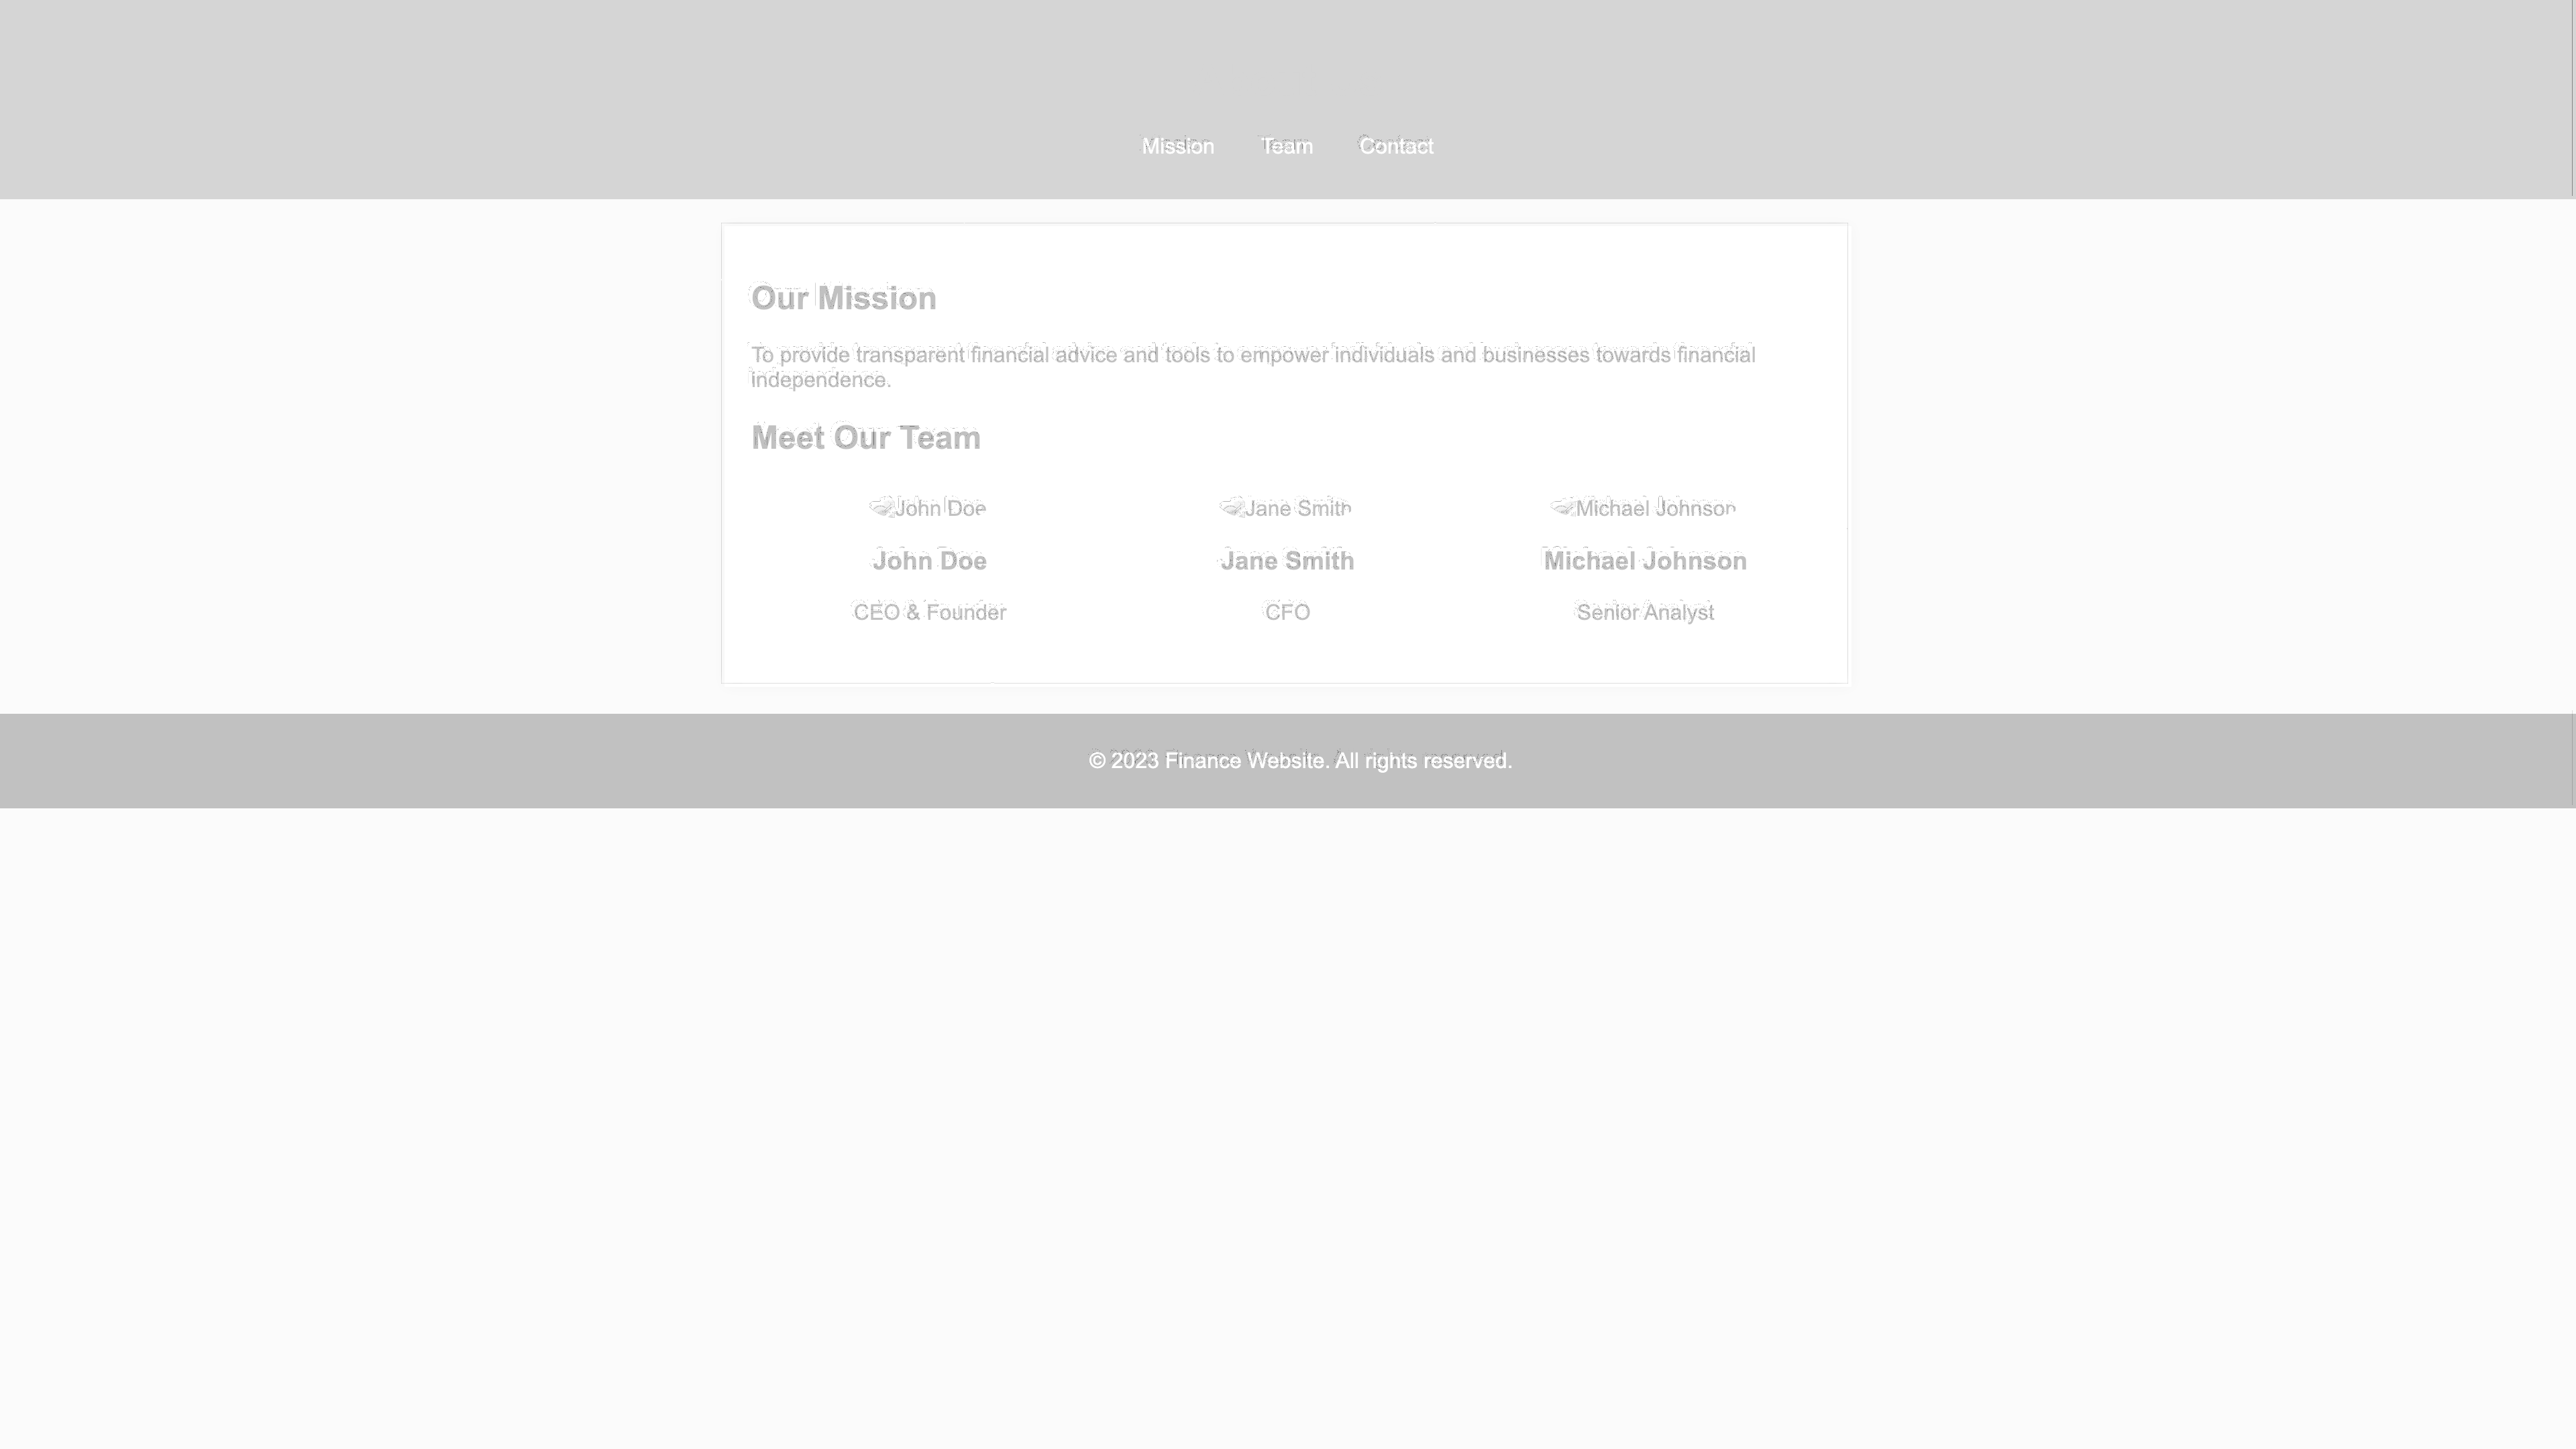 Mission Team Contact
Our Mission
To provide transparent financial advice and tools to empower individuals and businesses towards financial
independence.
Meet Our Team
John Doe Jane Smith Michael Johnson
John Doe Jane Smith Michael Johnson
CEO & Founder CFO Senior Analyst
© 2023 Finance Website. All rights reserved.